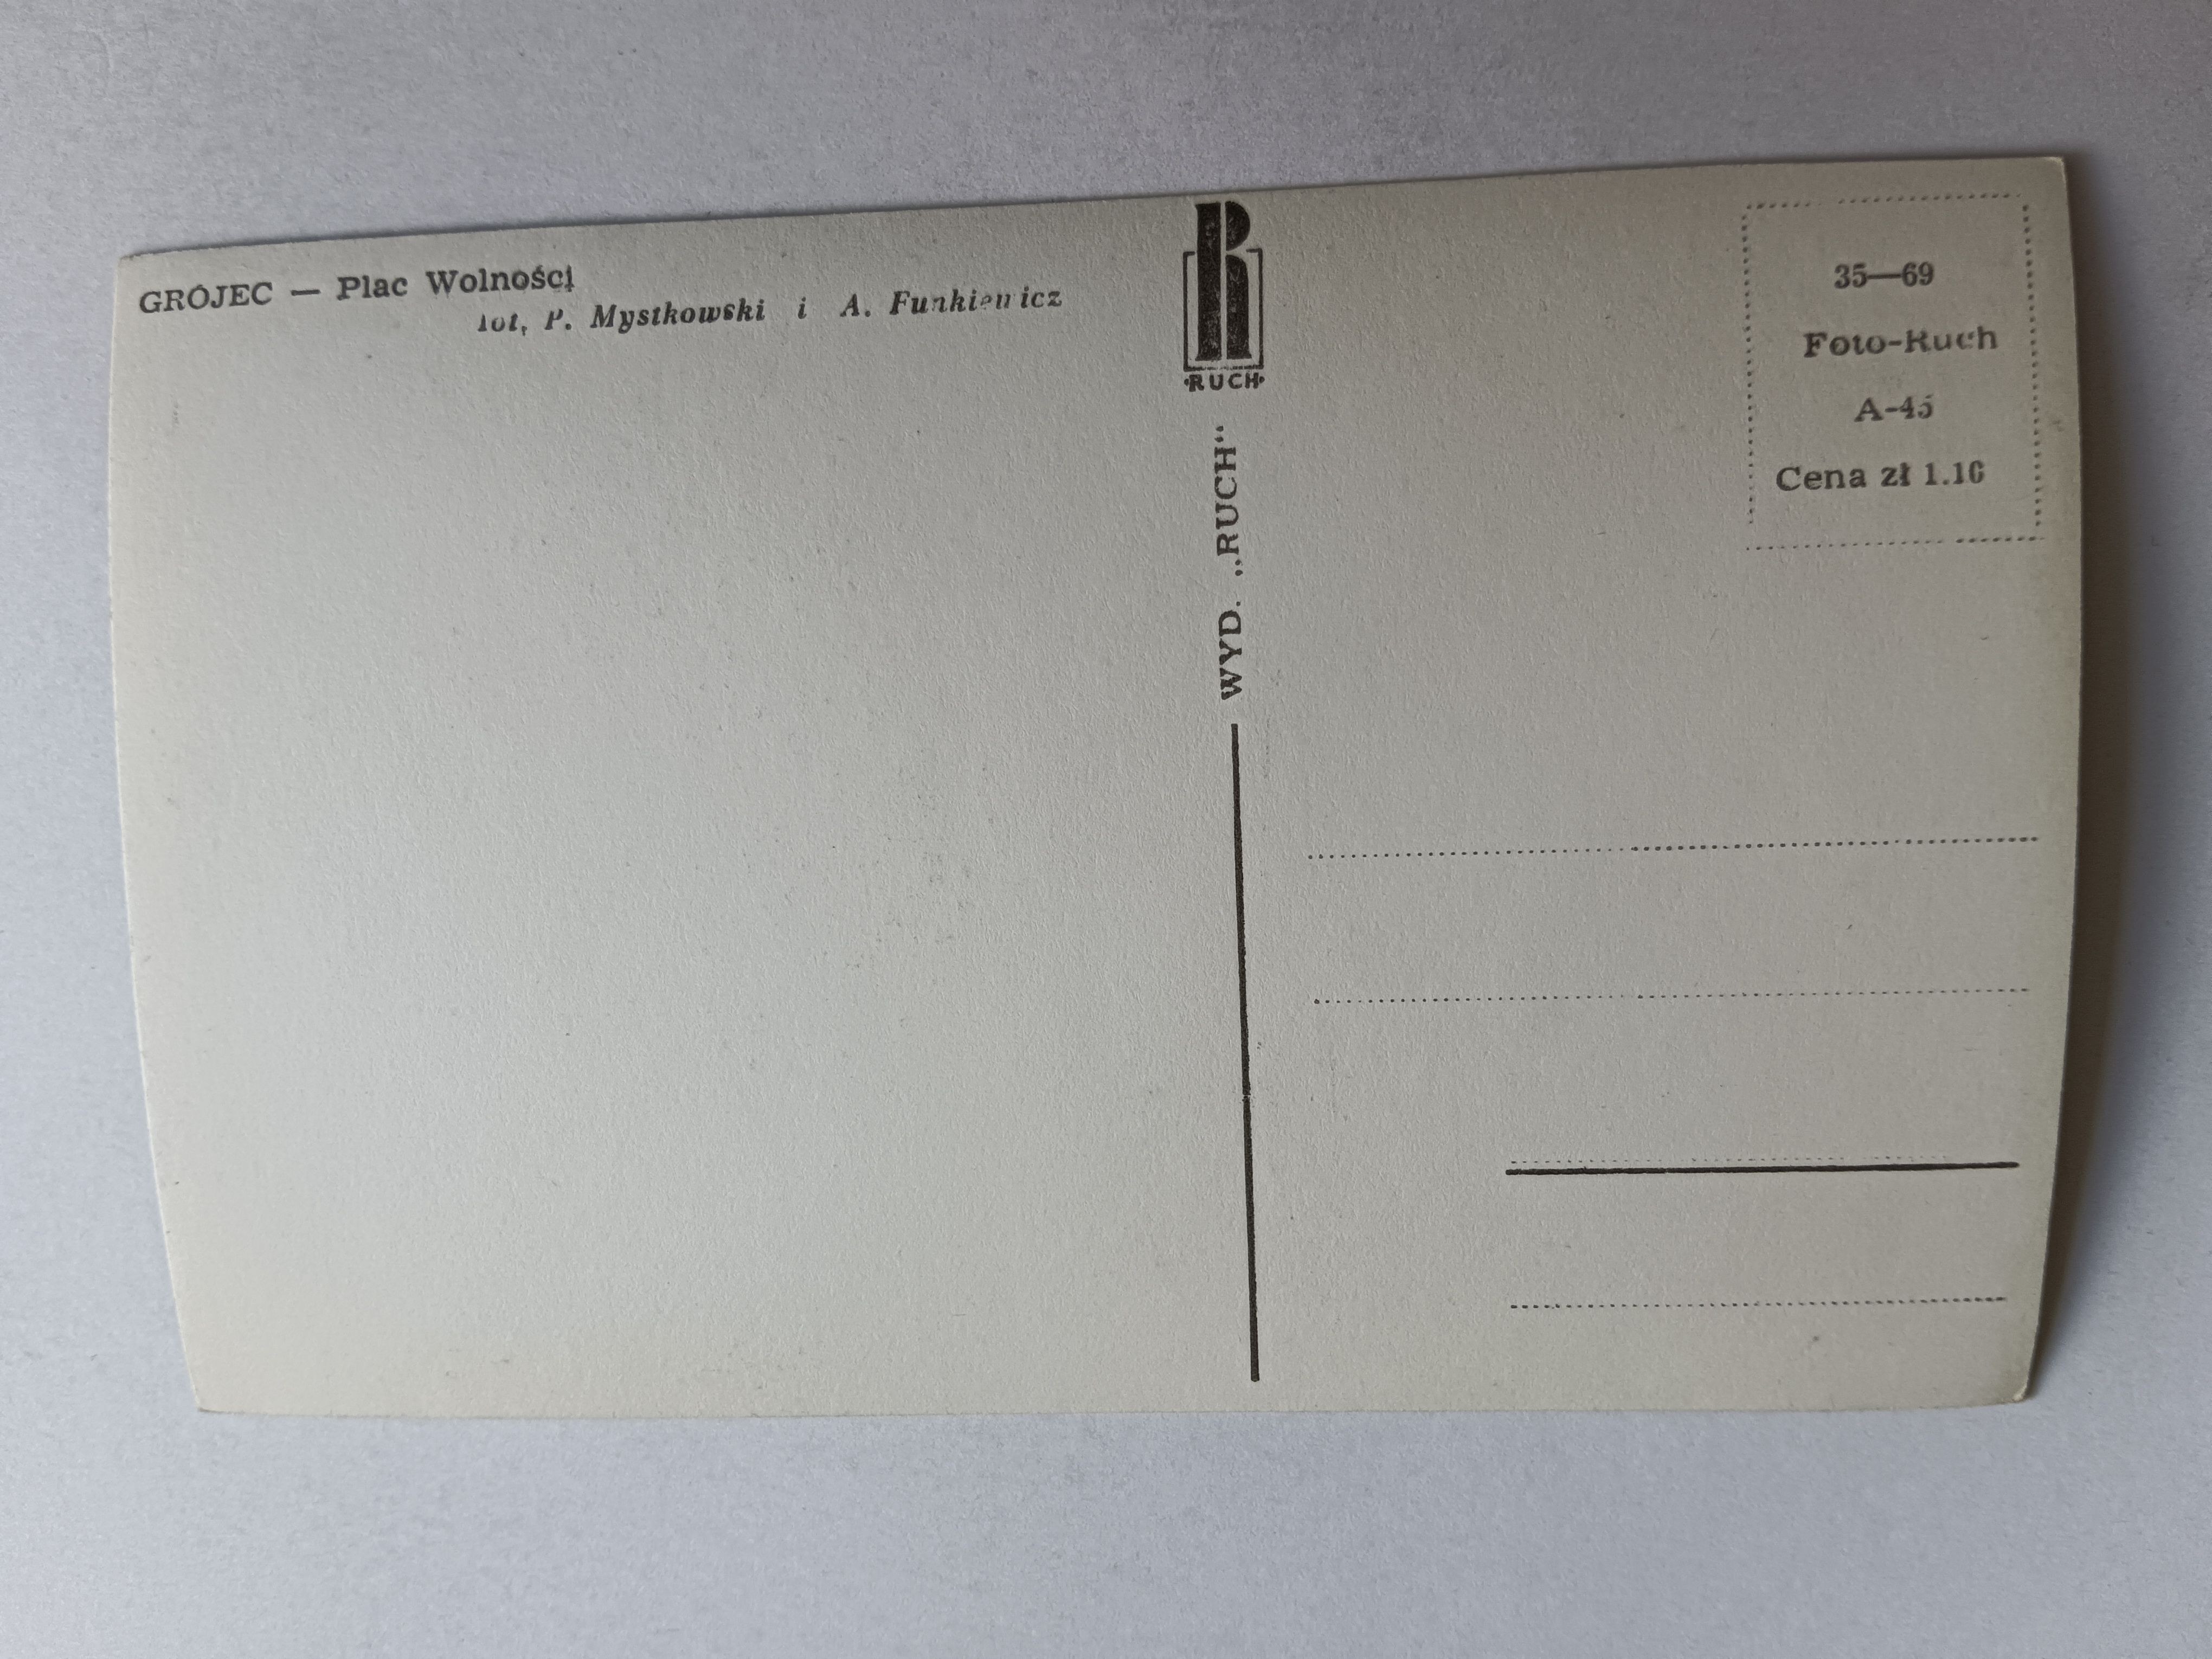 GRÓJEC — Plac Wolności
fot, P. Mystkowski i A. Funkiewicz
RUCH
WYD. „RUCH"
35—69
Foto-Ruch
A-45
Cena zł 1.10